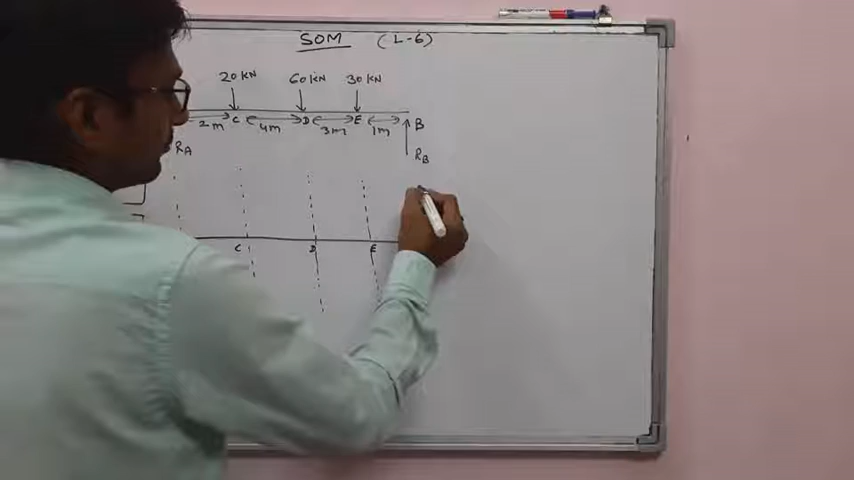 SOM (L-6)
20 KN 60 KN 30 KN
2m C 4m D 3m E 1m B
RA RB
C D E